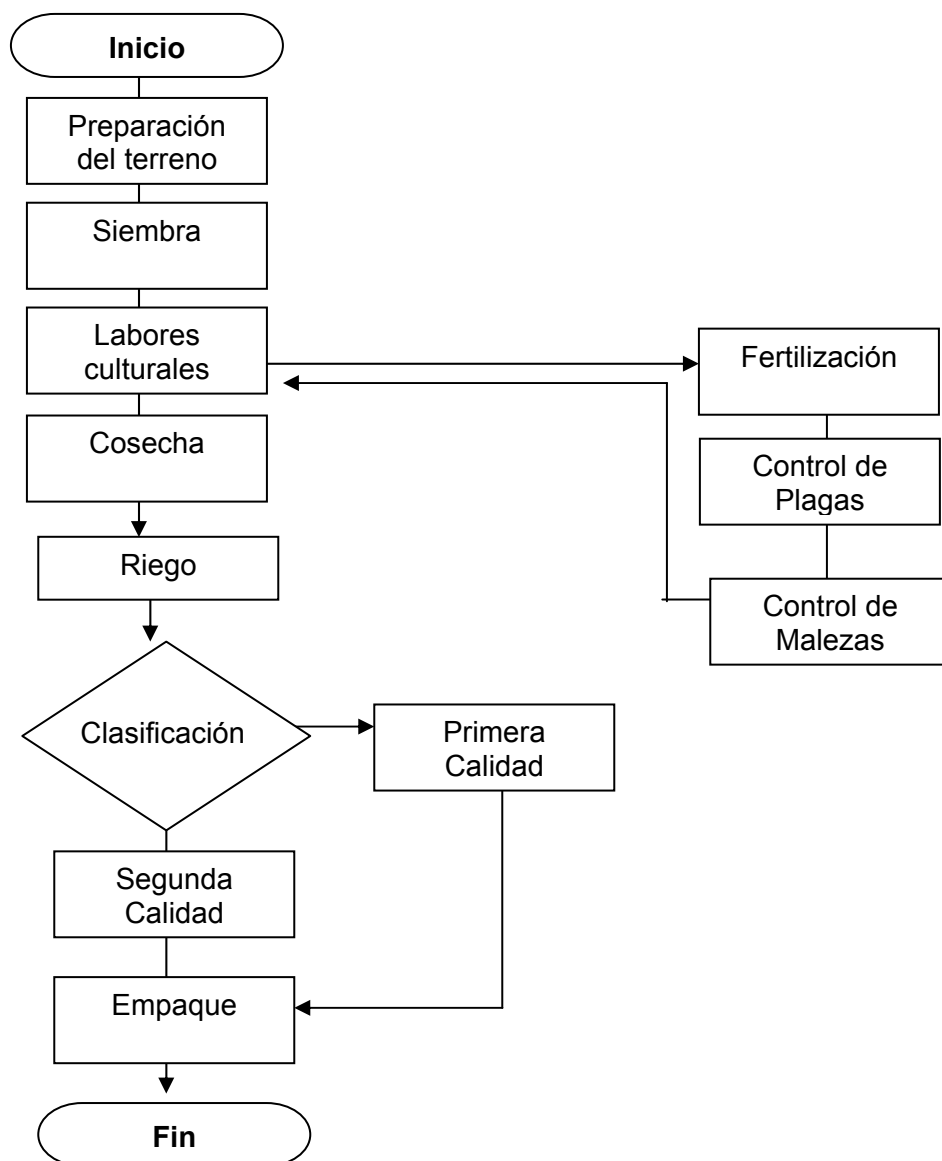 Inicio
Preparación
del terreno
Siembra
Labores
culturales
Fertilización
Cosecha
Control de
Plagas
Riego
Control de
Malezas
Clasificación
Primera
Calidad
Segunda
Calidad
Empaque
Fin